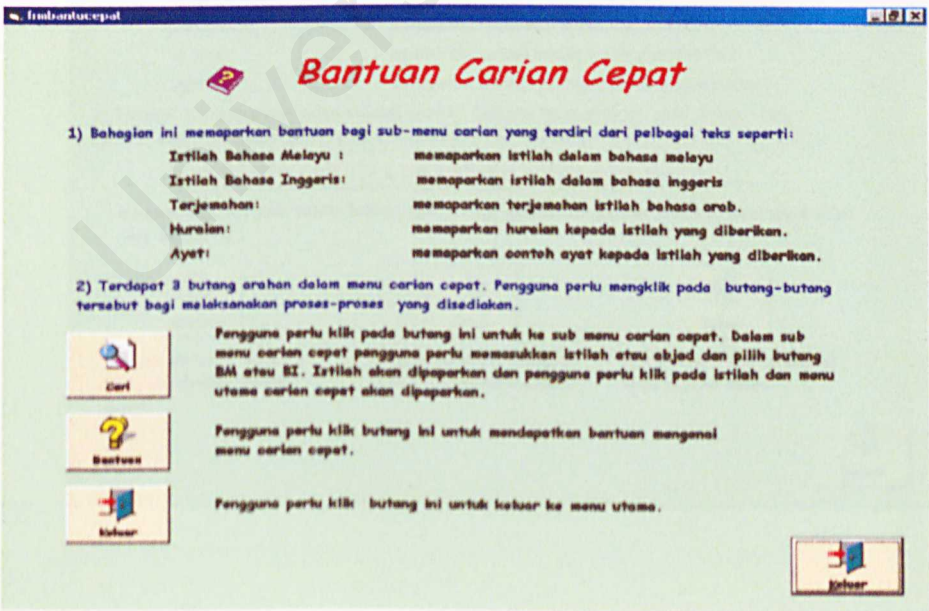 frmbantucepat
Bantuan Carian Cepat
1) Bahagian ini memaparkan bantuan bagi sub-menu carian yang terdiri dari pelbagai teks seperti:
Istilah Bahasa Melayu : memaparkan istilah dalam bahasa melayu
Istilah Bahasa Inggeris: memaparkan istilah dalam bahasa inggeris
Terjemahan: memaparkan terjemahan istilah bahasa arab.
Huraian: memaparkan huraian kepada istilah yang diberikan.
Ayat: memaparkan contoh ayat kepada istilah yang diberikan.
2) Terdapat 3 butang arahan dalam menu carian cepat. Pengguna perlu mengklik pada butang-butang
tersebut bagi melaksanakan proses-proses yang disediakan.
Cari
Pengguna perlu klik pada butang ini untuk ke sub menu carian cepat. Dalam sub
menu carian cepat pengguna perlu memasukkan istilah atau abjad dan pilih butang
BM atau BI. Istilah akan dipaparkan dan pengguna perlu klik pada istilah dan menu
utama carian cepat akan dipaparkan.
Bantuan
Pengguna perlu klik butang ini untuk mendapatkan bantuan mengenai
menu carian cepat.
Keluar
Pengguna perlu klik butang ini untuk keluar ke menu utama.
Keluar